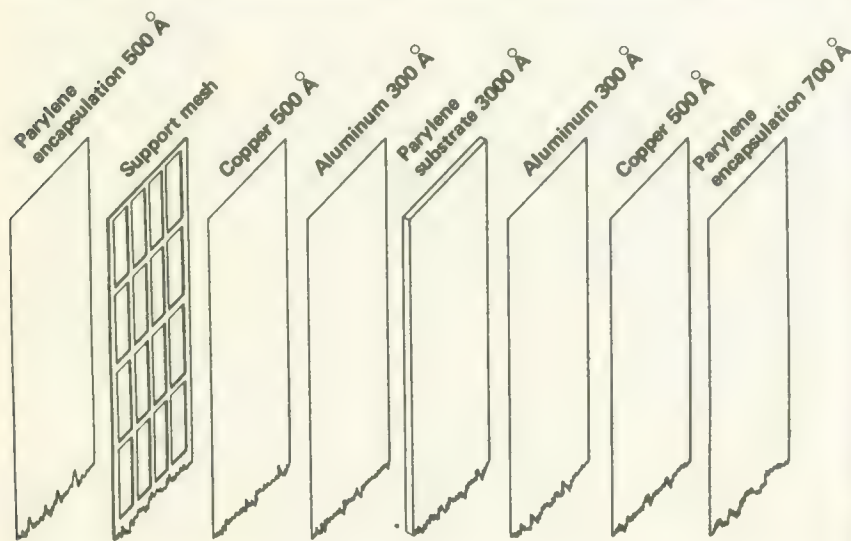 Parylene
encapsulation 500 Å
Support mesh
Copper 500 Å
Aluminum 300 Å
Parylene
substrate 3000 Å
Aluminum 300 Å
Copper 500 Å
Parylene
encapsulation 700 Å